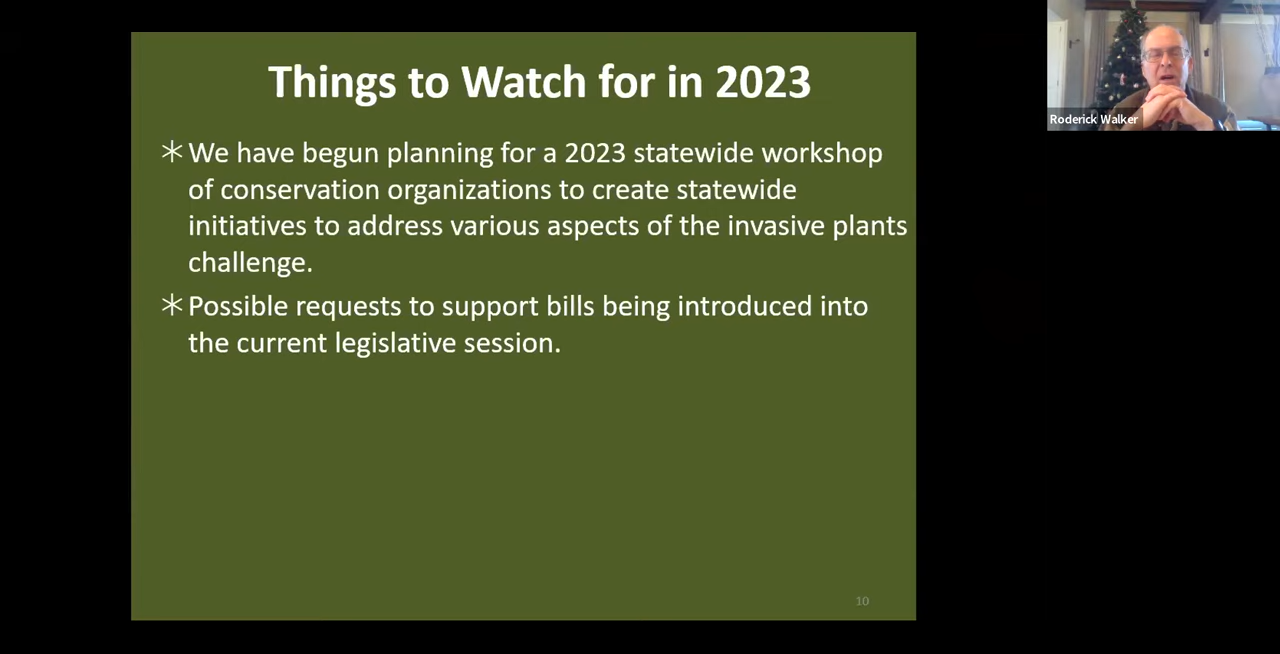 Things to Watch for in 2023
Roderick Walker
We have begun planning for a 2023 statewide workshop
of conservation organizations to create statewide
initiatives to address various aspects of the invasive plants
challenge.
Possible requests to support bills being introduced into
the current legislative session.
10